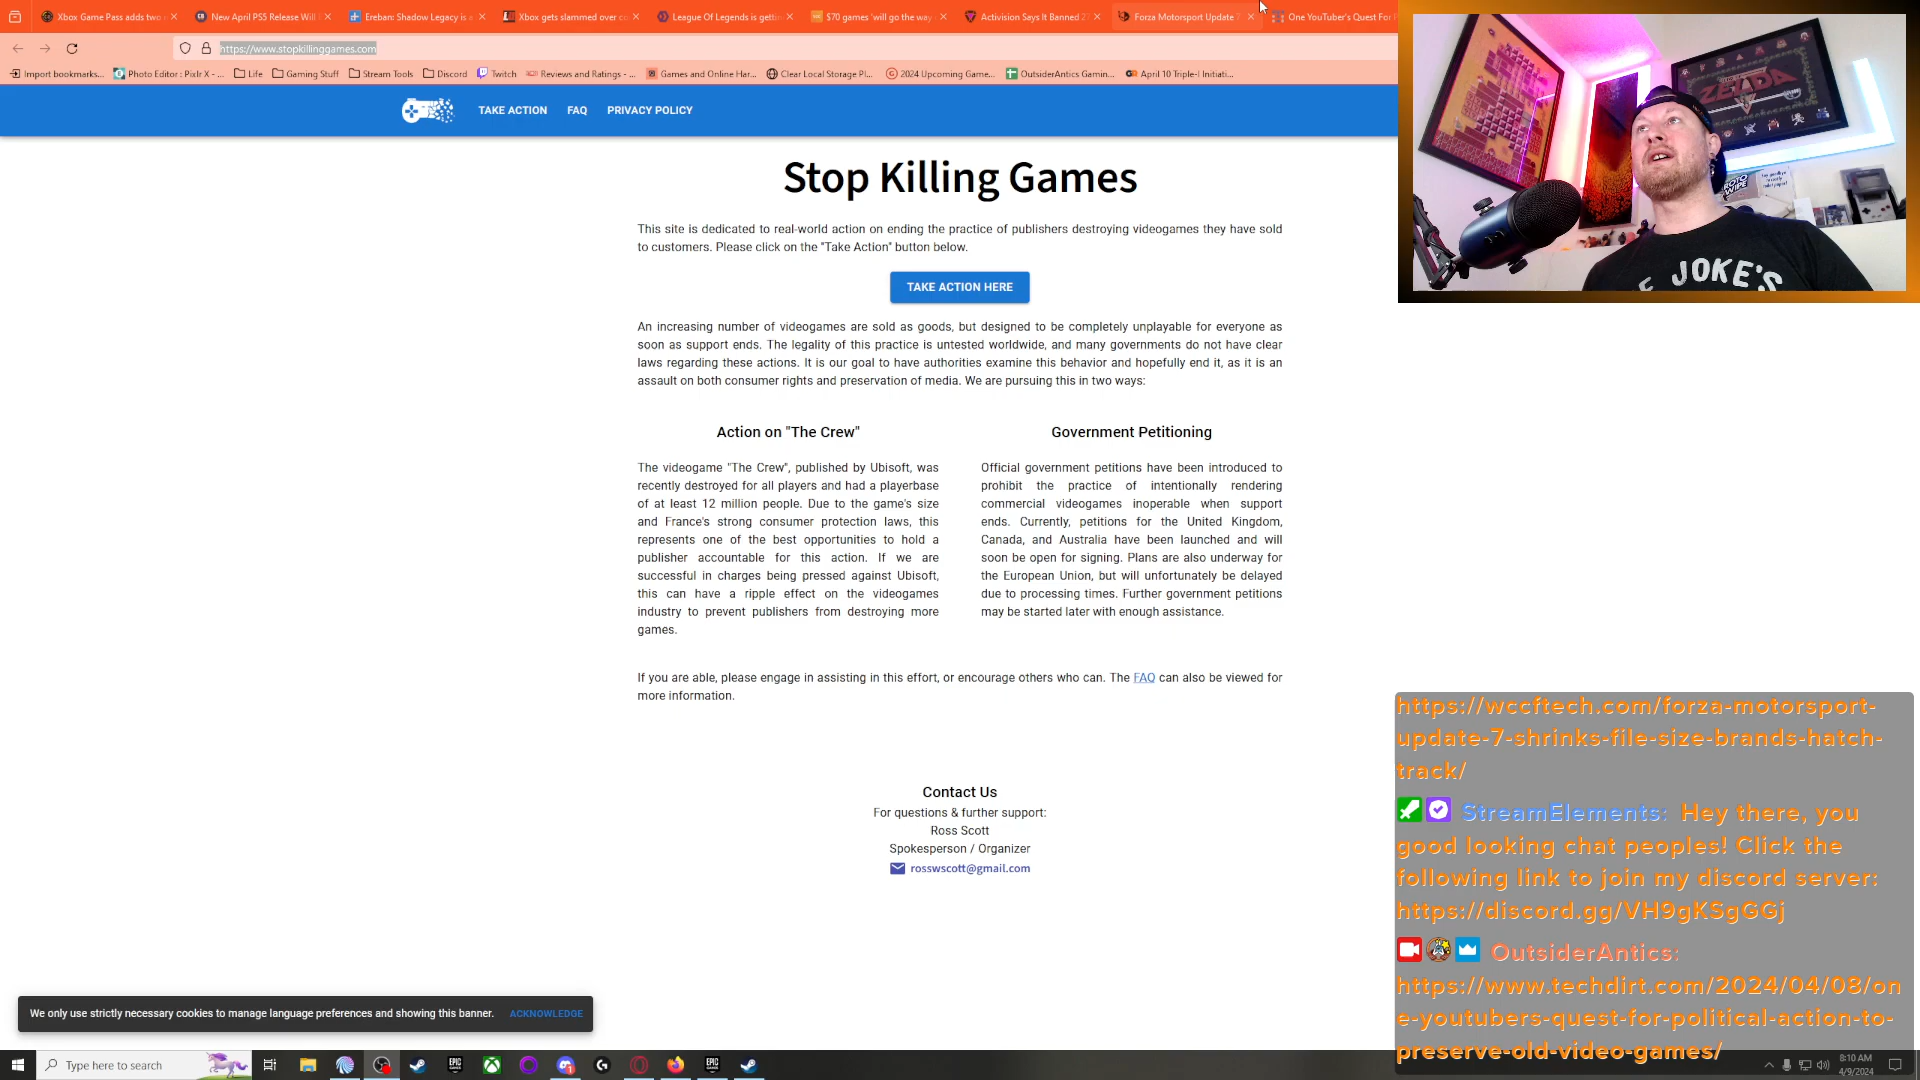 Xbox Game Pass adds two
New April PS5 Release Will
Ereban: Shadow Legacy is a
Xbox gets slammed over co
League Of Legends is gettin
$70 games 'will go the way
Activision Says It Banned 27
Forza Motorsport Update 7
One YouTuber's Quest For P
https://www.stopkillinggames.com
Import bookmarks...
Photo Editor : Pixlr X - ...
Life
Gaming Stuff
Stream Tools
Discord
Twitch
Reviews and Ratings - ...
Games and Online Har...
Clear Local Storage Pl...
2024 Upcoming Game...
OutsiderAntics Gamin...
April 10 Triple-I Initiati...
TAKE ACTION
FAQ
PRIVACY POLICY
Stop Killing Games
This site is dedicated to real-world action on ending the practice of publishers destroying videogames they have sold
to customers. Please click on the "Take Action" button below.
TAKE ACTION HERE
An increasing number of videogames are sold as goods, but designed to be completely unplayable for everyone as
soon as support ends. The legality of this practice is untested worldwide, and many governments do not have clear
laws regarding these actions. It is our goal to have authorities examine this behavior and hopefully end it, as it is an
assault on both consumer rights and preservation of media. We are pursuing this in two ways:
Action on "The Crew"
The videogame "The Crew", published by Ubisoft, was
recently destroyed for all players and had a playerbase
of at least 12 million people. Due to the game's size
and France's strong consumer protection laws, this
represents one of the best opportunities to hold a
publisher accountable for this action. If we are
successful in charges being pressed against Ubisoft,
this can have a ripple effect on the videogames
industry to prevent publishers from destroying more
games.
Government Petitioning
Official government petitions have been introduced to
prohibit the practice of intentionally rendering
commercial videogames inoperable when support
ends. Currently, petitions for the United Kingdom,
Canada, and Australia have been launched and will
soon be open for signing. Plans are also underway for
the European Union, but will unfortunately be delayed
due to processing times. Further government petitions
may be started later with enough assistance.
If you are able, please engage in assisting in this effort, or encourage others who can. The FAQ can also be viewed for
more information.
Contact Us
For questions & further support:
Ross Scott
Spokesperson / Organizer
rosswscott@gmail.com
We only use strictly necessary cookies to manage language preferences and showing this banner.
ACKNOWLEDGE
ZELDA
ROTO
WIPE
JOKE'S
https://wccftech.com/forza-motorsport-
update-7-shrinks-file-size-brands-hatch-
track/
StreamElements: Hey there, you
good looking chat peoples! Click the
following link to join my discord server:
https://discord.gg/VH9gKSgGGj
OutsiderAntics:
https://www.techdirt.com/2024/04/08/on
e-youtubers-quest-for-political-action-to-
preserve-old-video-games/
Type here to search
EPIC
EPIC
8:10 AM
4/9/2024